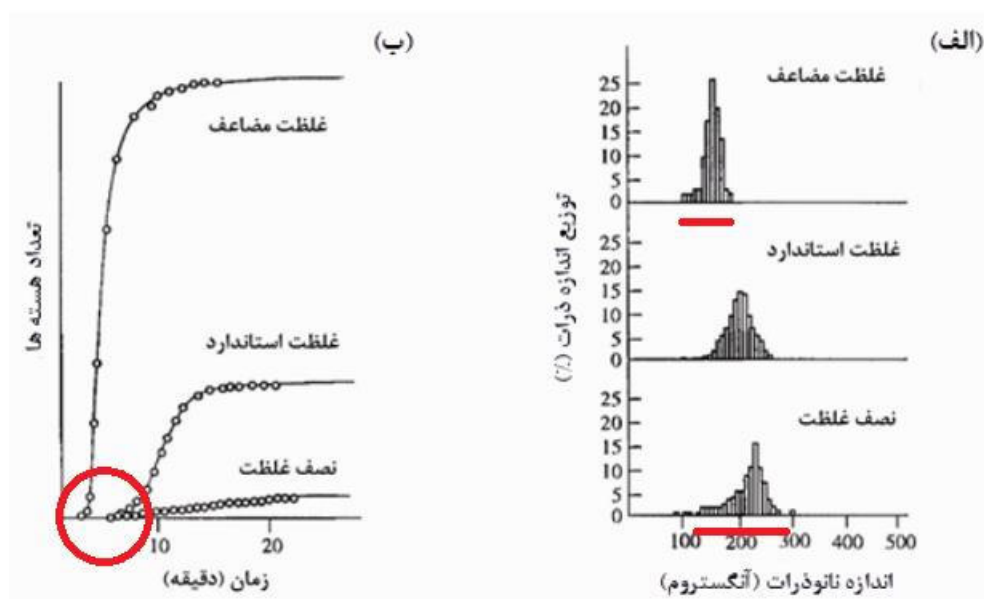 (الف)
غلظت مضاعف
25
20
15
10
5
0
غلظت استاندارد
25
20
15
10
5
0
نصف غلظت
25
20
15
10
5
0
100 200 300 400 500
توزیع اندازه ذرات (%)
اندازه نانوذرات (آنگستروم)
(ب)
غلظت مضاعف
غلظت استاندارد
نصف غلظت
تعداد هسته ها
10 20
زمان (دقیقه)